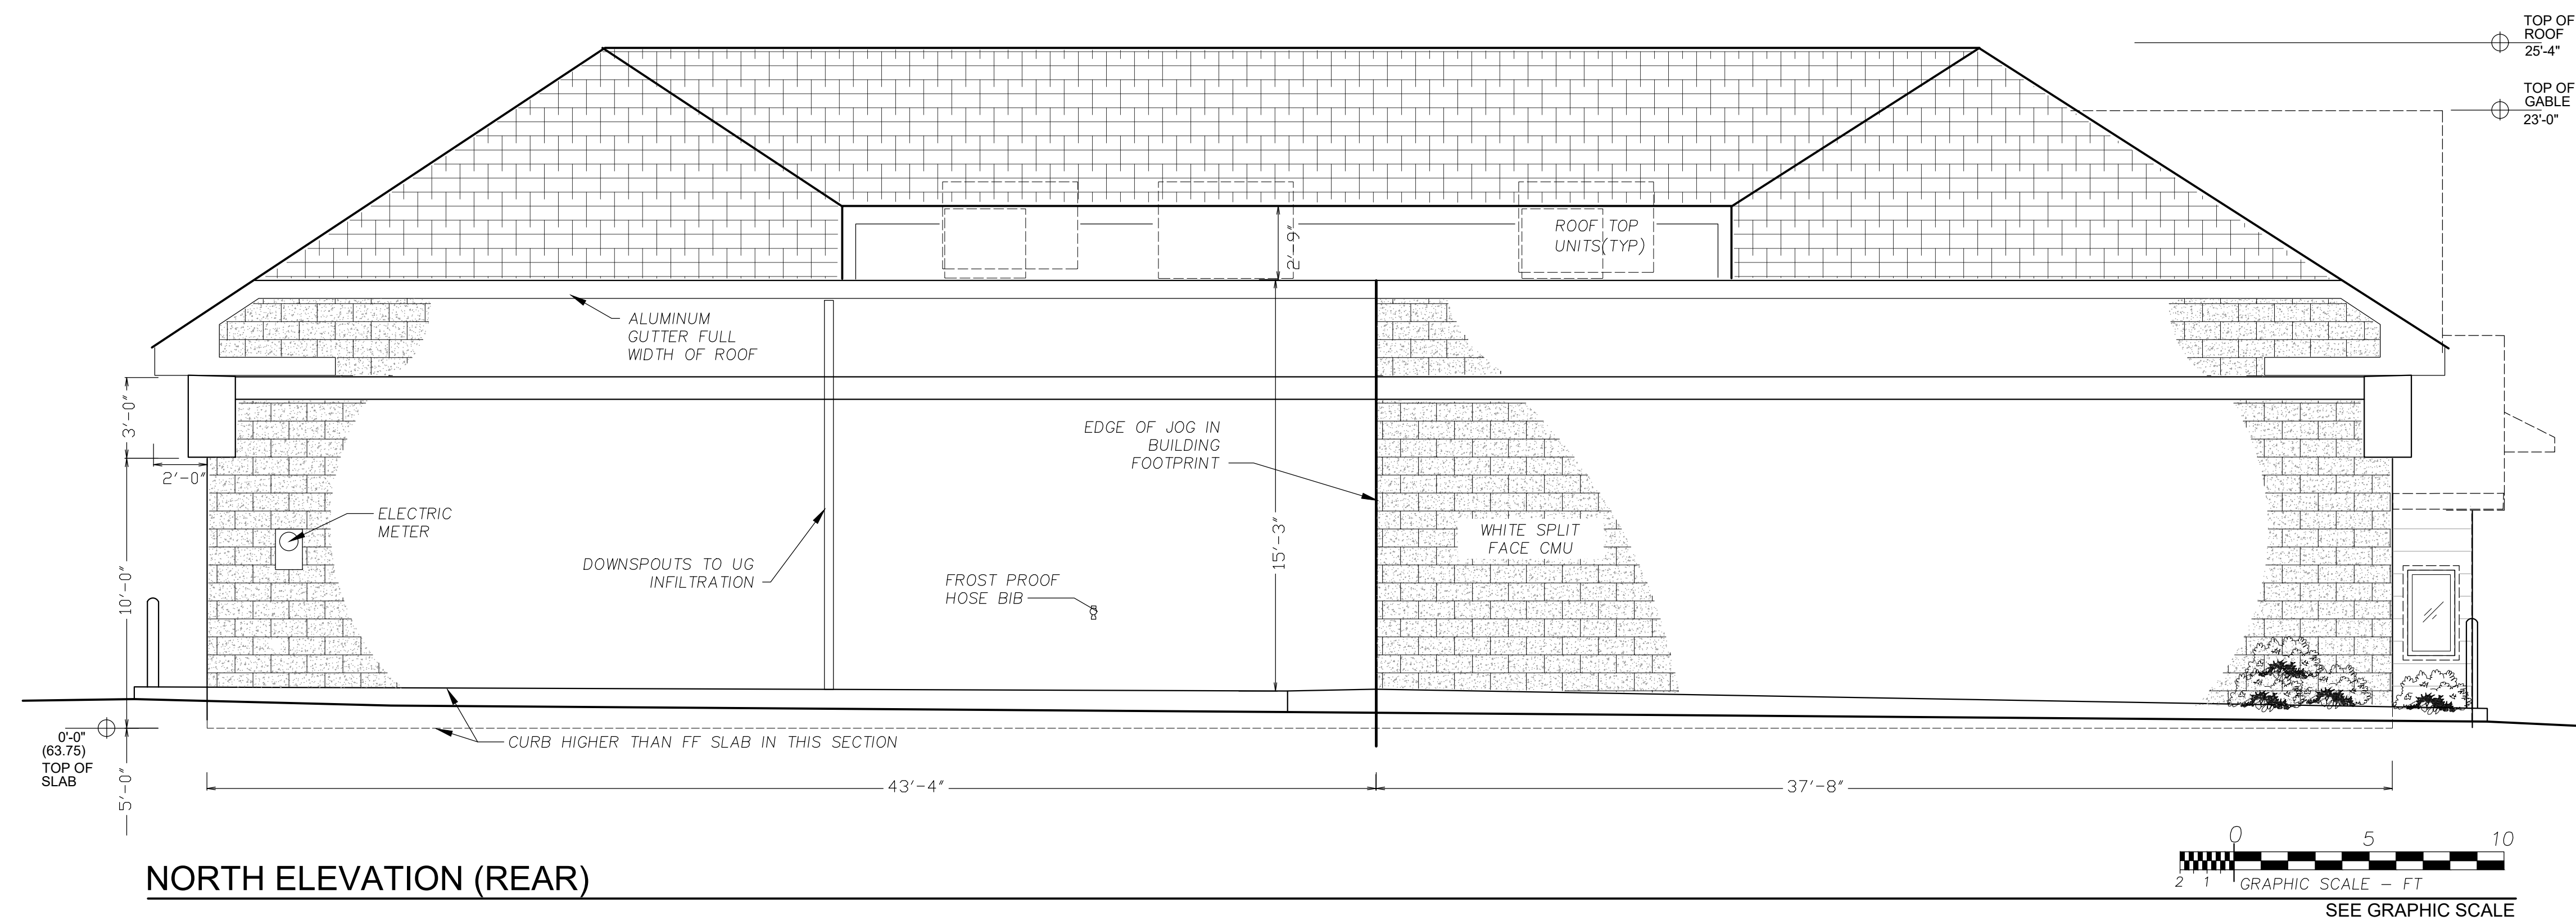 TOP OF
ROOF
25'-4"
TOP OF
GABLE
23'-0"
ROOF TOP
UNITS(TYP)
2'-9"
ALUMINUM
GUTTER FULL
WIDTH OF ROOF
3'-0"
2'-0"
EDGE OF JOG IN
BUILDING
FOOTPRINT
ELECTRIC
METER
WHITE SPLIT
FACE CMU
15'-3"
DOWNSPOUTS TO UG
INFILTRATION
FROST PROOF
HOSE BIB
10'-0"
0'-0"
(63.75)
TOP OF
SLAB
CURB HIGHER THAN FF SLAB IN THIS SECTION
5'-0"
43'-4"
37'-8"
0 5 10
2 1 GRAPHIC SCALE - FT
NORTH ELEVATION (REAR)
SEE GRAPHIC SCALE